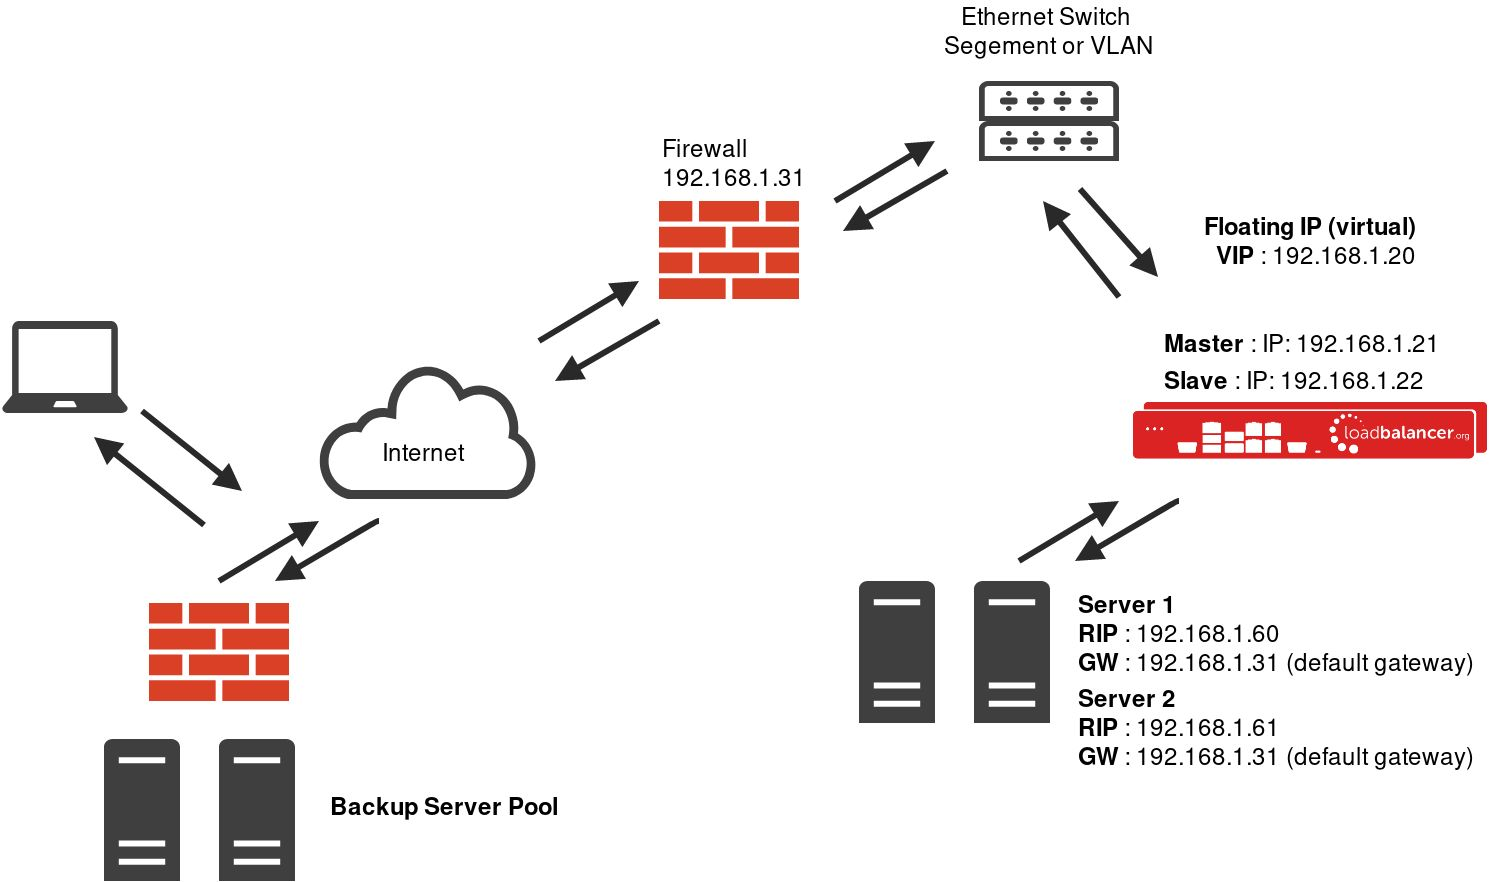 Ethernet Switch
Segement or VLAN
Firewall
192.168.1.31
Floating IP (virtual)
VIP : 192.168.1.20
Master : IP: 192.168.1.21
Slave : IP: 192.168.1.22
loadbalancer.org
Internet
Server 1
RIP : 192.168.1.60
GW : 192.168.1.31 (default gateway)
Server 2
RIP : 192.168.1.61
GW : 192.168.1.31 (default gateway)
Backup Server Pool